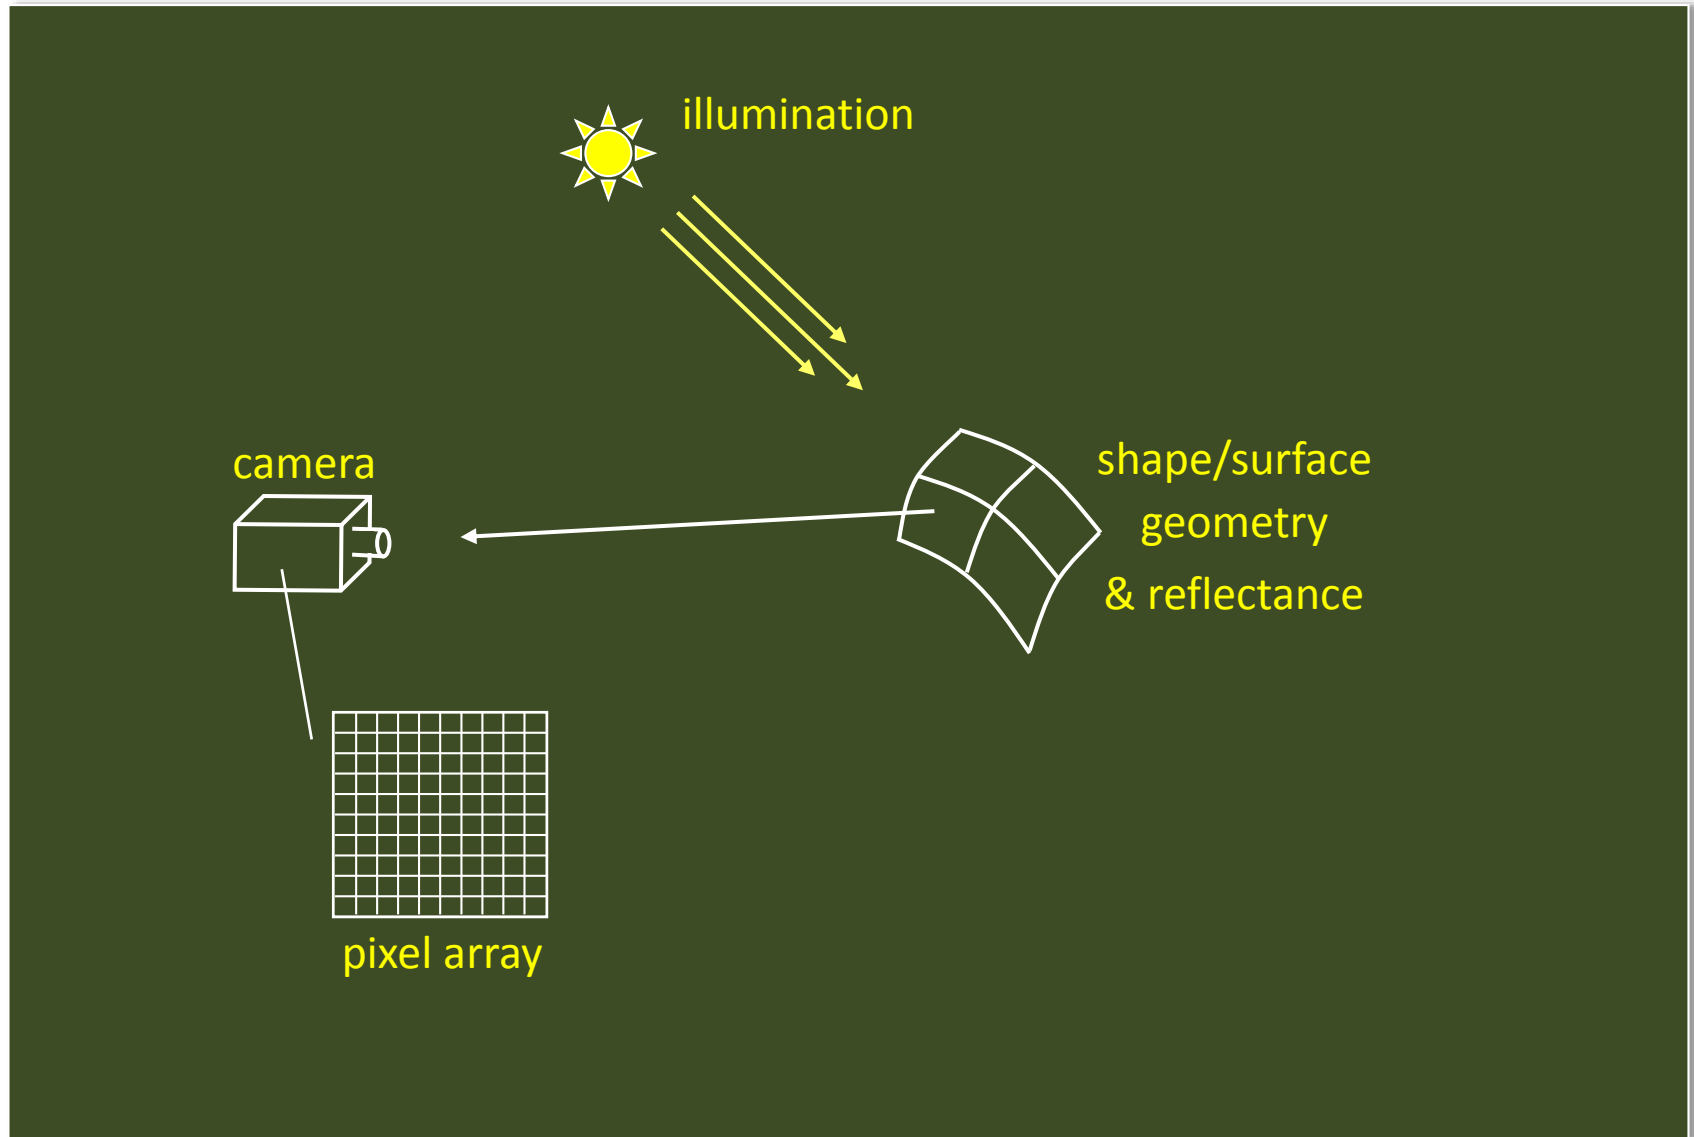 illumination
camera
shape/surface
geometry
& reflectance
pixel array